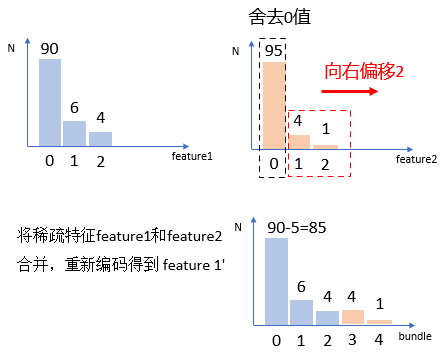 舍去0值
N
90
6
4
0 1 2
feature1
N
95
4
1
向右偏移2
0 1 2
feature2
将稀疏特征feature1和feature2
合并，重新编码得到 feature 1'
N
90-5=85
6
4
4
1
0 1 2 3 4
bundle